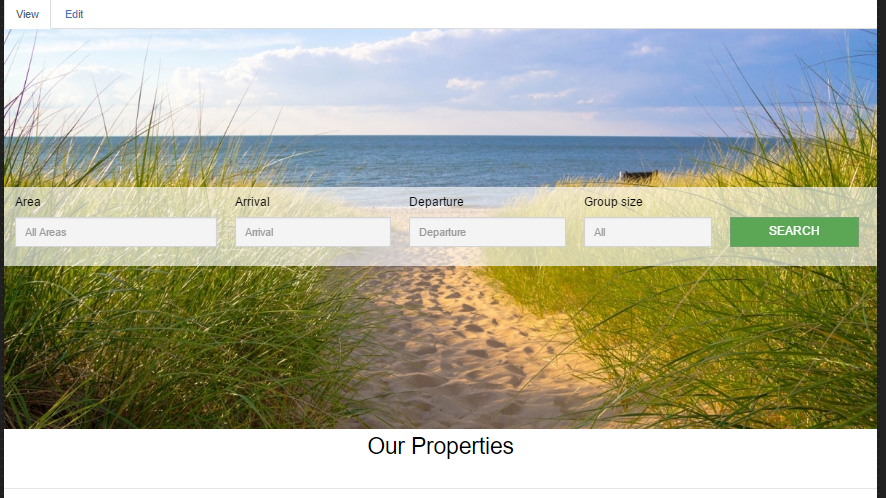 View Edit
Area Arrival Departure Group size
All Areas Arrival Departure All SEARCH
Our Properties